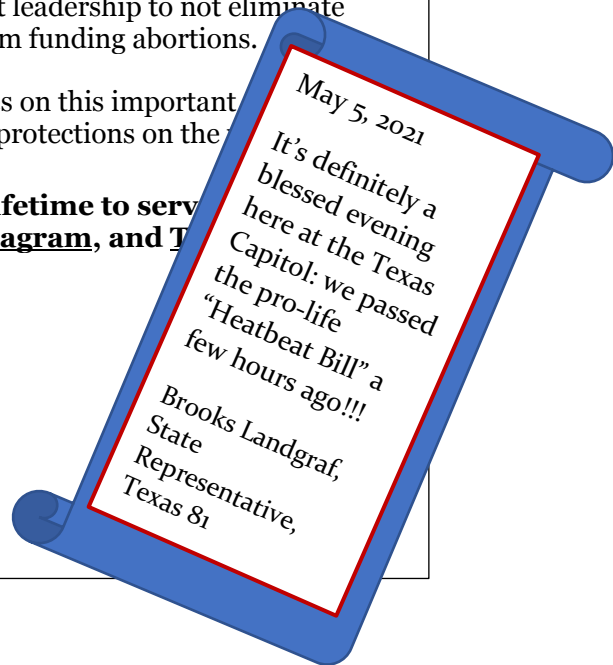 leadership to not eliminate
m funding abortions.
s on this important
protections on the
ifetime to serv
agram, and T
May 5, 2021
It's definitely a
blessed evening
here at the Texas
Capitol: we passed
the pro-life
"Heatbeat Bill" a
few hours ago!!!
Brooks Landgraf,
State
Representative,
Texas 81